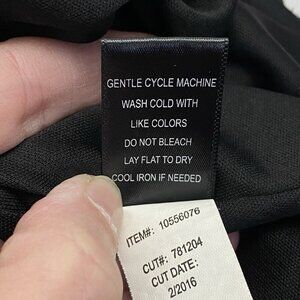 GENTLE CYCLE MACHINE
WASH COLD WITH
LIKE COLORS
DO NOT BLEACH
LAY FLAT TO DRY
COOL IRON IF NEEDED
ITEM#: 10556076
CUT#: 781204
CUT DATE:
2/2016